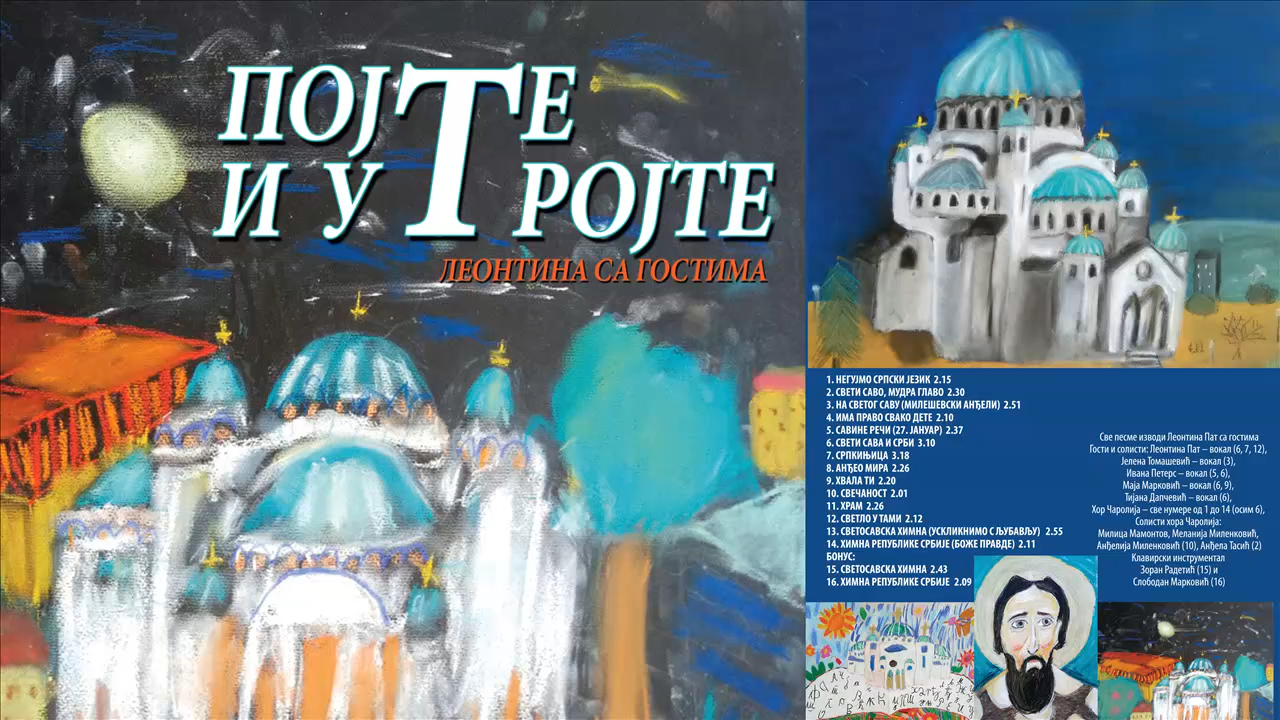 ПОЈТЕ
И У ТРОЈТЕ
ЛЕОНТИНА СА ГОСТИМА
1. НЕГУЈМО СРПСКИ ЈЕЗИК 2.15
2. СВЕТИ САВО, МУДРА ГЛАВО 2.30
3. НА СВЕТОГ САВУ (МИЛЕШЕВСКИ АНЂЕЛИ) 2.51
4. ИМА ПРАВО СВАКО ДЕТЕ 2.10
5. САВИНЕ РЕЧИ (27. ЈАНУАР) 2.37
6. СВЕТИ САВА И СРБИ 3.10
7. СРПКИЊИЦА 3.18
8. АНЂЕО МИРА 2.26
9. ХВАЛА ТИ 2.20
10. СВЕЧАНОСТ 2.01
11. ХРАМ 2.26
12. СВЕТЛО У ТАМИ 2.12
13. СВЕТОСАВСКА ХИМНА (УСКЛИКНИМО С ЉУБАВЉУ) 2.55
14. ХИМНА РЕПУБЛИКЕ СРБИЈЕ (БОЖЕ ПРАВДЕ) 2.11
БОНУС:
15. СВЕТОСАВСКА ХИМНА 2.43
16. ХИМНА РЕПУБЛИКЕ СРБИЈЕ 2.09
Све песме изводи Леонтина Пат са гостима
Гости и солисти: Леонтина Пат – вокал (6, 7, 12),
Јелена Томашевић – вокал (3),
Ивана Петерс – вокал (5, 6),
Маја Марковић – вокал (6, 9),
Тијана Дапчевић – вокал (6),
Хор Чаролија – све нумере од 1 до 14 (осим 6),
Солисти хора Чаролија:
Милица Мамонтов, Меланија Миленковић,
Анђелија Миленковић (10), Анђела Тасић (2)
Клавирски инструментал
Зоран Радетић (15) и
Слободан Марковић (16)